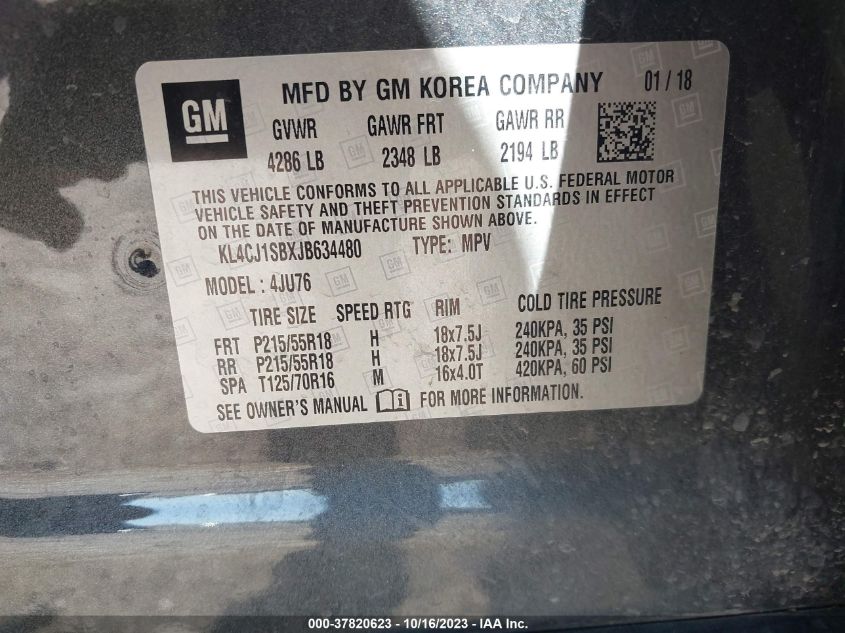 GM
MFD BY GM KOREA COMPANY 01 / 18
GVWR GAWR FRT GAWR RR
4286 LB 2348 LB 2194 LB
THIS VEHICLE CONFORMS TO ALL APPLICABLE U.S. FEDERAL MOTOR
VEHICLE SAFETY AND THEFT PREVENTION STANDARDS IN EFFECT
ON THE DATE OF MANUFACTURE SHOWN ABOVE.
KL4CJ1SBXJB634480 TYPE: MPV
MODEL : 4JU76
TIRE SIZE SPEED RTG RIM COLD TIRE PRESSURE
FRT P215/55R18 H 18x7.5J 240KPA, 35 PSI
RR P215/55R18 H 18x7.5J 240KPA, 35 PSI
SPA T125/70R16 M 16x4.0T 420KPA, 60 PSI
SEE OWNER'S MANUAL i FOR MORE INFORMATION.
000-37820623 - 10/16/2023 - IAA Inc.